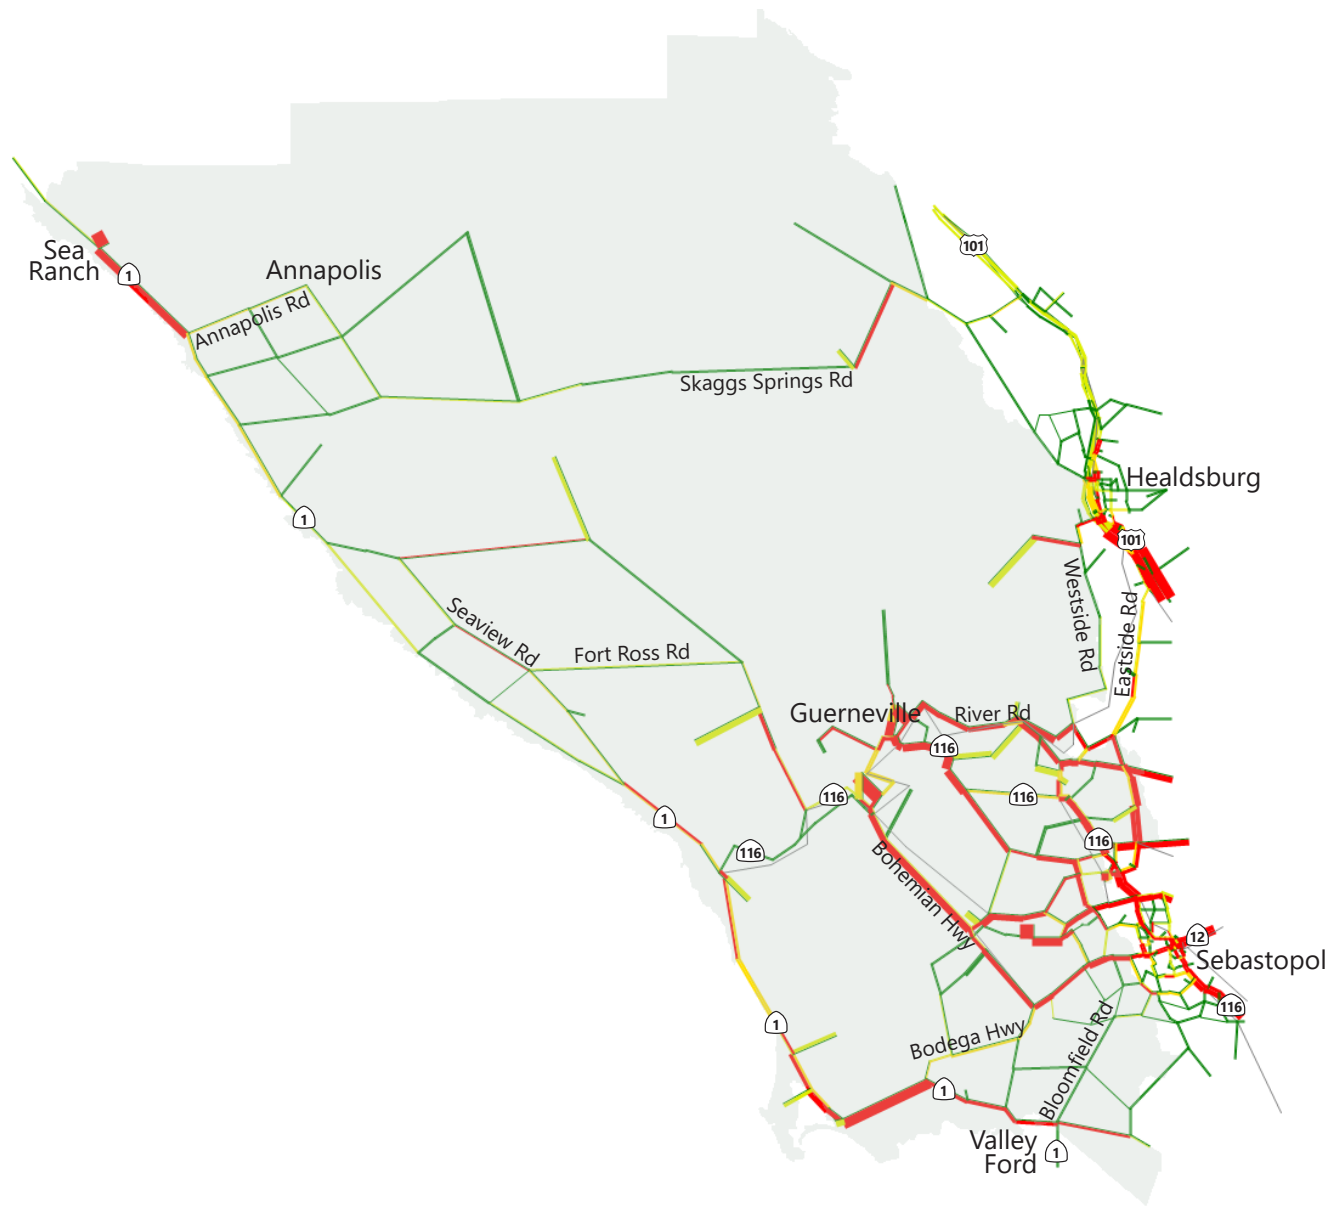 101
Sea
Ranch
1
Annapolis
Annapolis Rd
Skaggs Springs Rd
Healdsburg
1
101
Westside Rd
Eastside Rd
Seaview Rd
Fort Ross Rd
Guerneville
River Rd
116
116
116
1
116
116
Bohemian Hwy
12
Sebastopol
116
1
Bodega Hwy
Bloomfield Rd
1
Valley
Ford
1